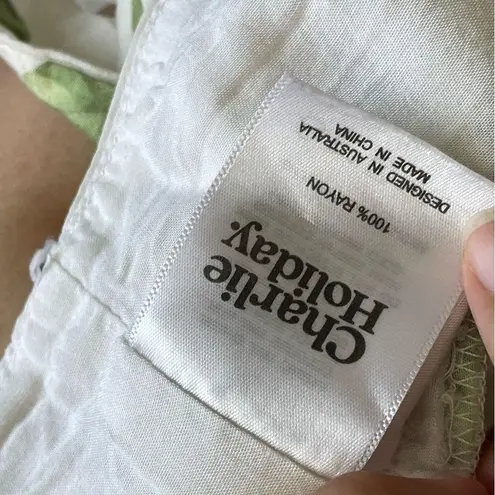 Charlie
Holiday.
100% RAYON
DESIGNED IN AUSTRALIA
MADE IN CHINA